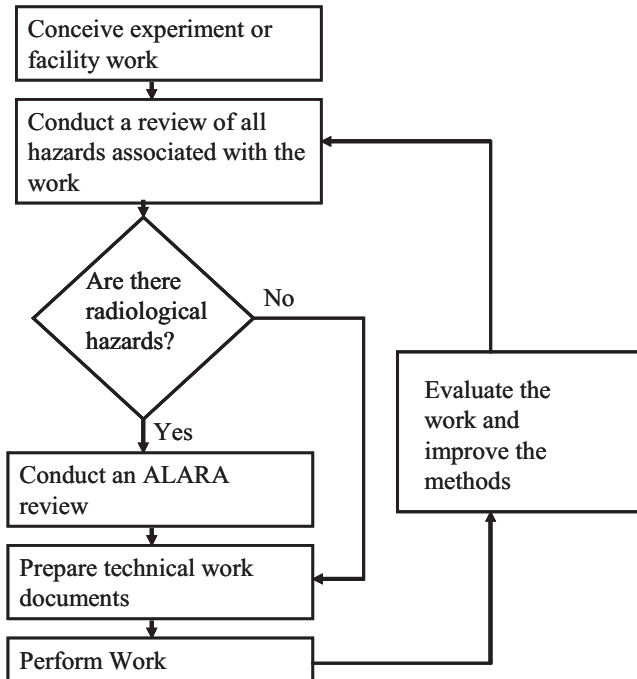 Conceive experiment or
facility work
Conduct a review of all
hazards associated with the
work
Are there
radiological
hazards?
No
Yes
Evaluate the
work and
improve the
methods
Conduct an ALARA
review
Prepare technical work
documents
Perform Work